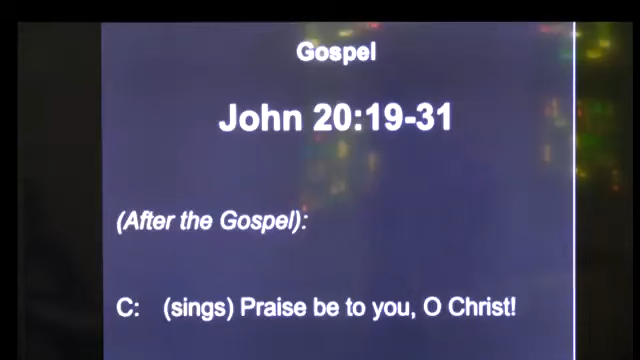 Gospel
John 20:19-31
(After the Gospel):
C: (sings) Praise be to you, O Christ!